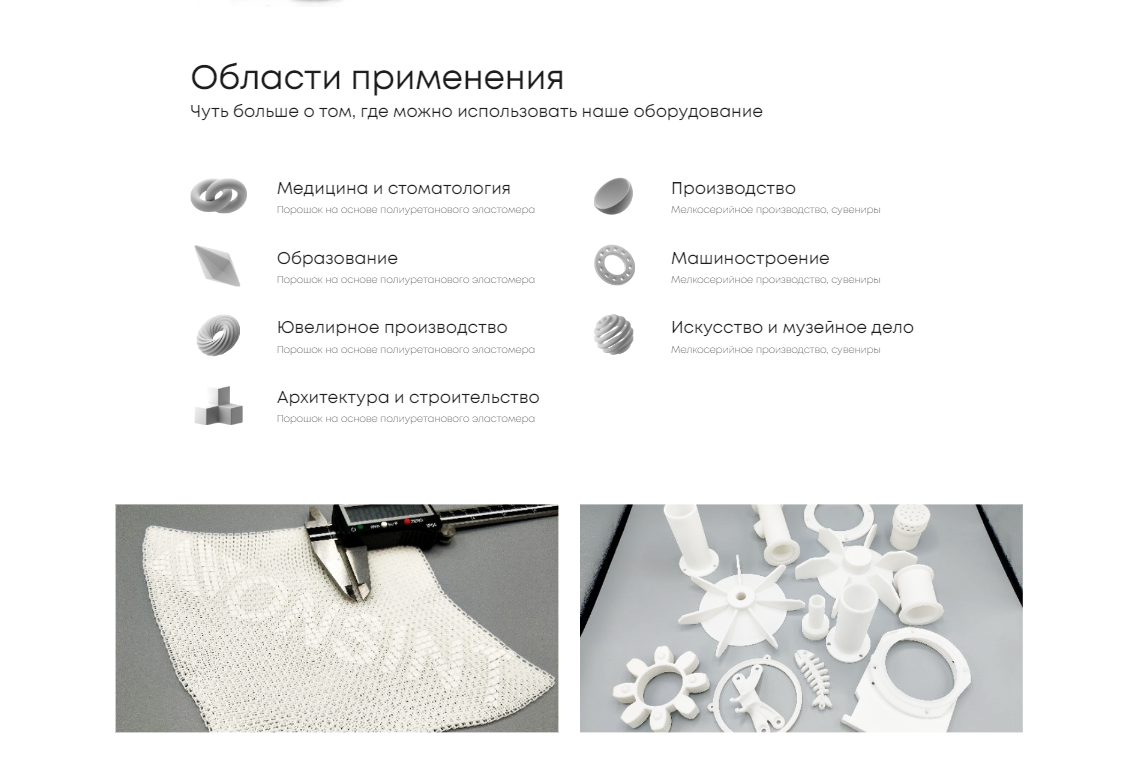 Области применения
Чуть больше о том, где можно использовать наше оборудование
Медицина и стоматология
Порошок на основе полиуретанового эластомера
Образование
Порошок на основе полиуретанового эластомера
Ювелирное производство
Порошок на основе полиуретанового эластомера
Архитектура и строительство
Порошок на основе полиуретанового эластомера
Производство
Мелкосерийное производство, сувениры
Машиностроение
Мелкосерийное производство, сувениры
Искусство и музейное дело
Мелкосерийное производство, сувениры